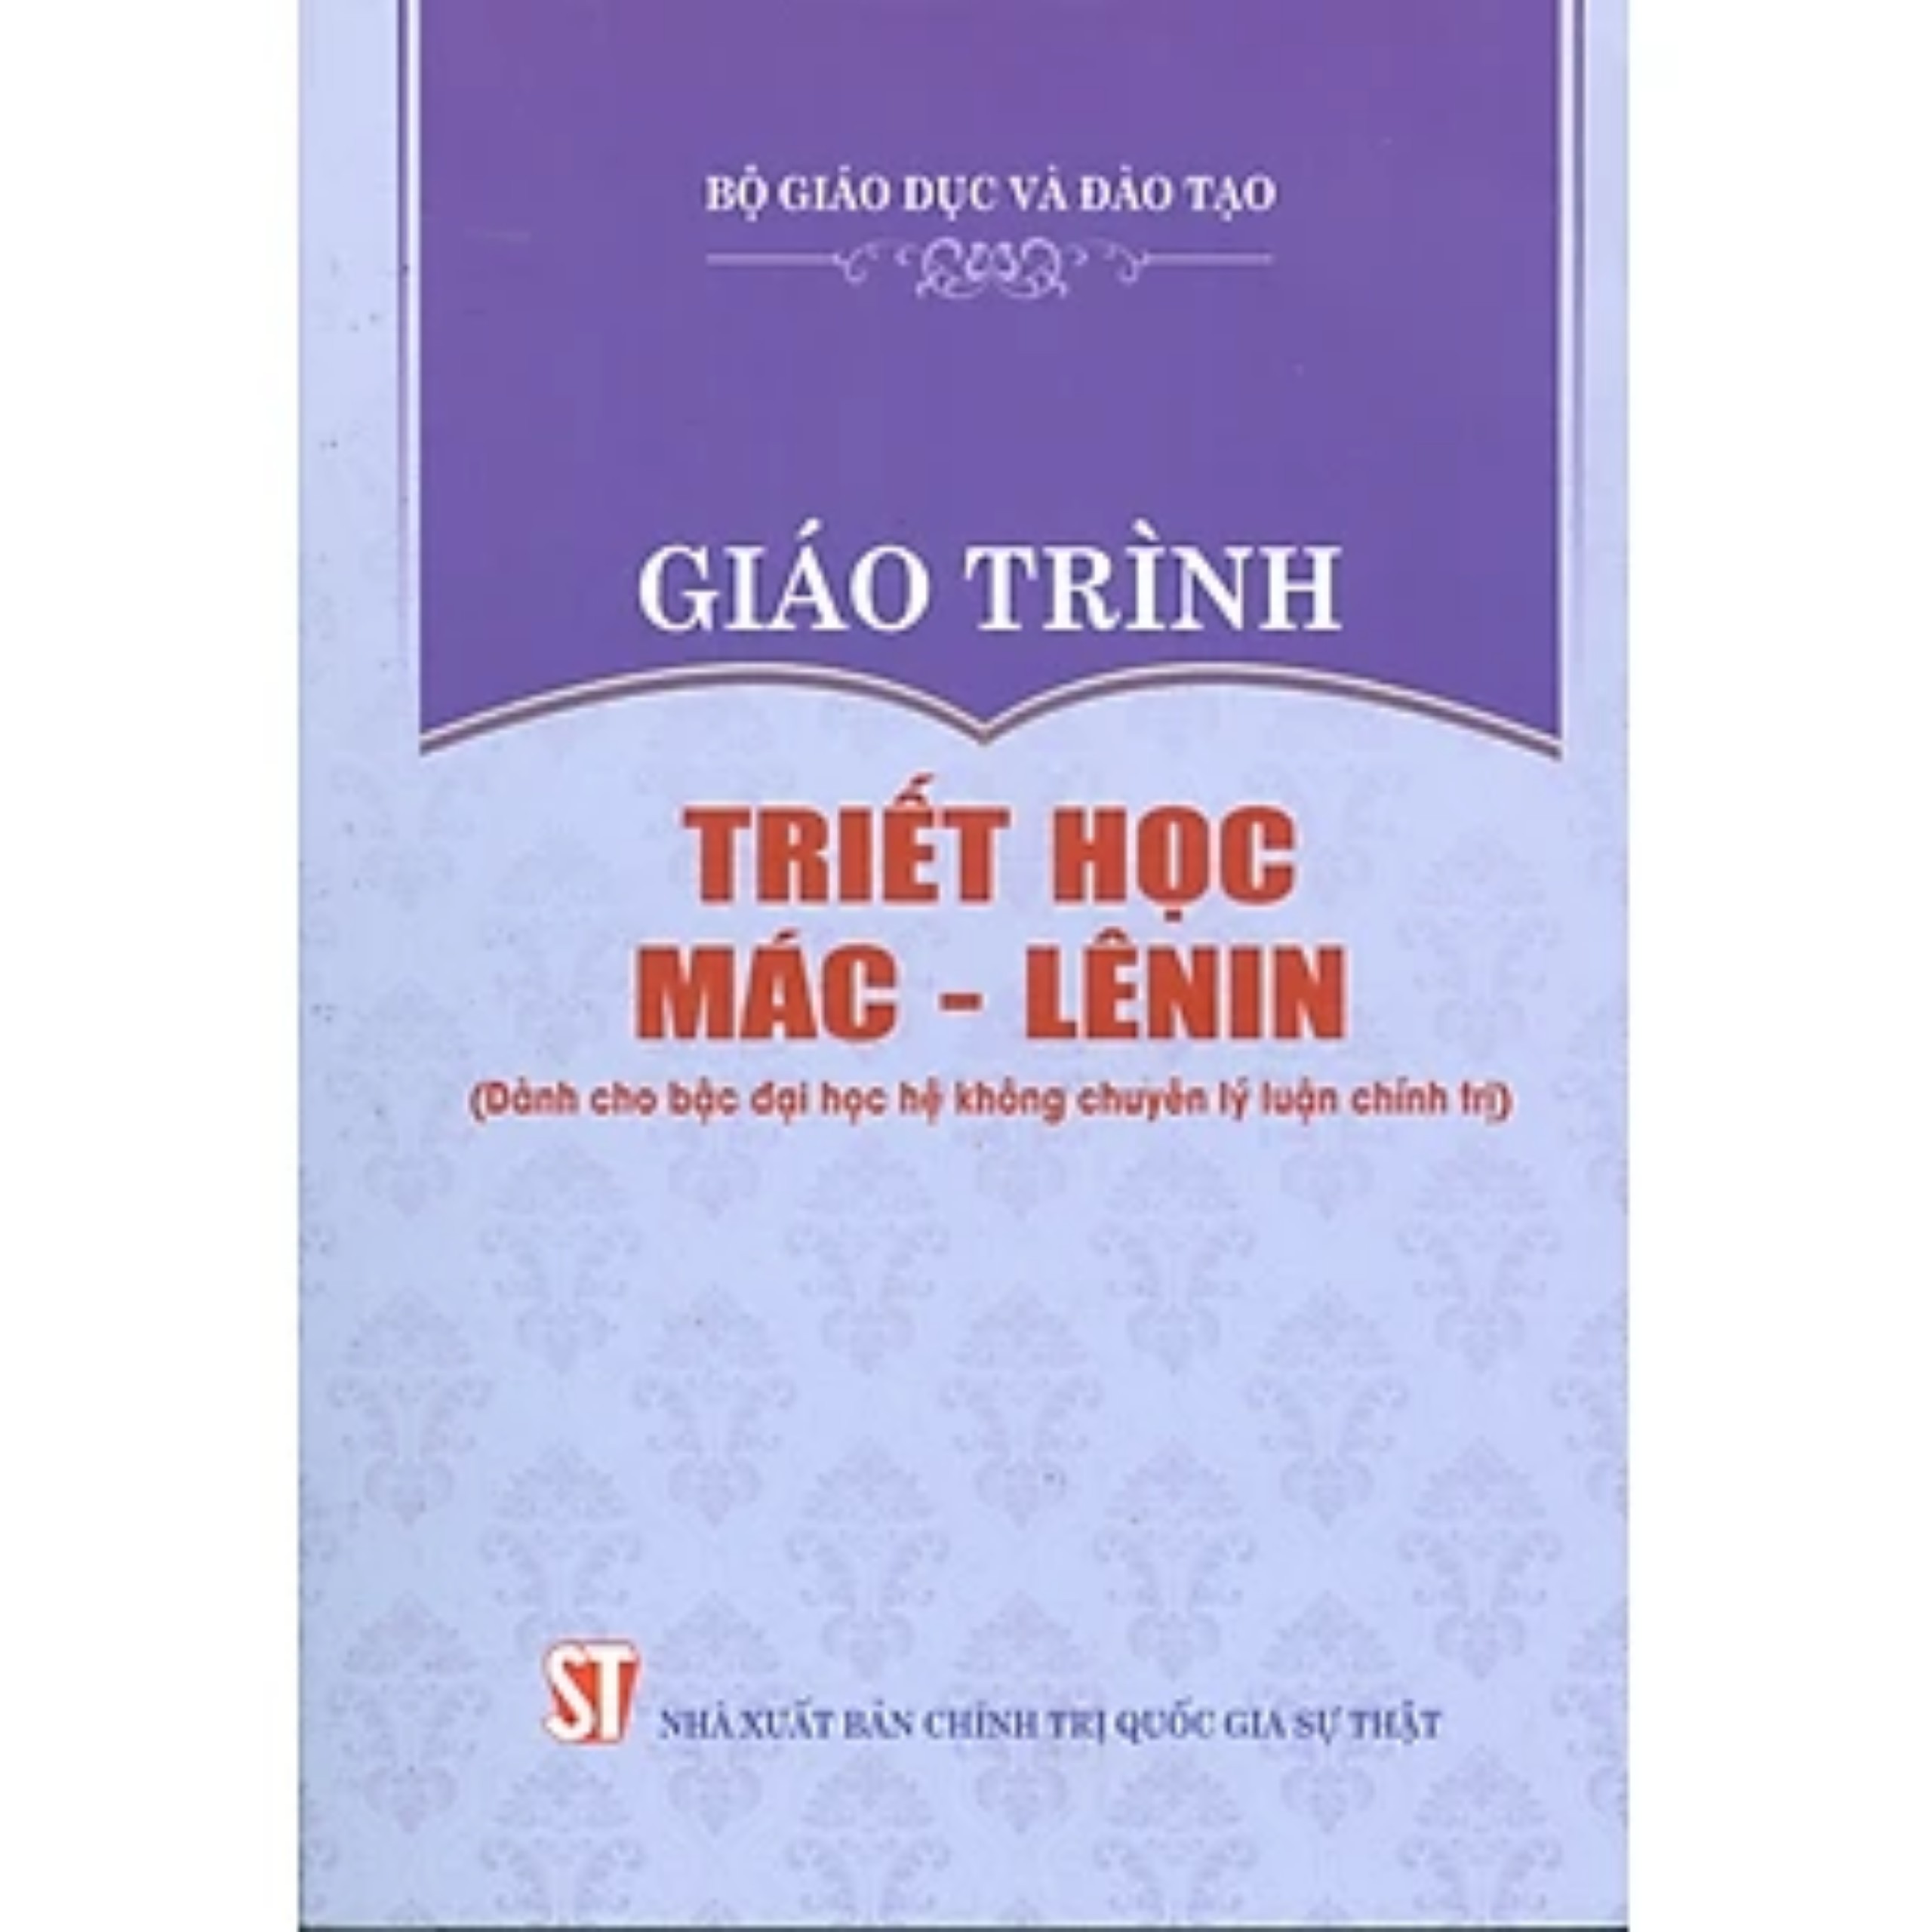 BỘ GIÁO DỤC VÀ ĐÀO TẠO
GIÁO TRÌNH
TRIẾT HỌC
MÁC - LÊNIN
(Dành cho bậc đại học hệ không chuyên lý luận chính trị)
ST NHÀ XUẤT BẢN CHÍNH TRỊ QUỐC GIA SỰ THẬT